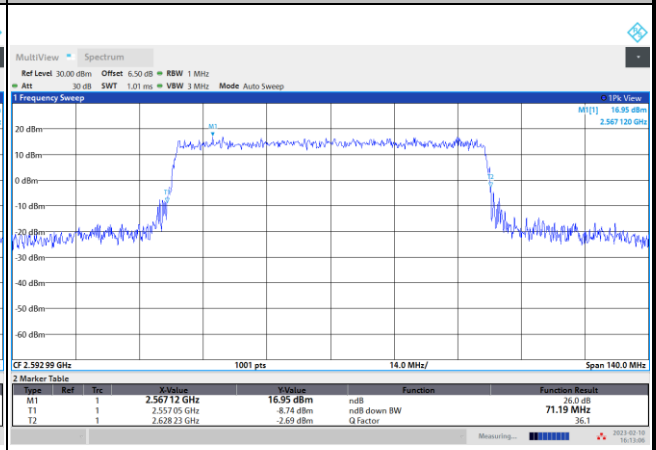 MultiView Spectrum
Ref Level 30.00 dBm Offset 6.50 dB RBW 1 MHz
Att 30 dB SWT 1.01 ms VBW 3 MHz Mode Auto Sweep
1 Frequency Sweep 1Pk View
M1[1] 16.95 dBm
2.567 120 GHz
M1
20 dBm
10 dBm
0 dBm
T1
T2
-10 dBm
-20 dBm
-30 dBm
-40 dBm
-50 dBm
-60 dBm
CF 2.592 99 GHz 1001 pts 14.0 MHz/ Span 140.0 MHz
2 Marker Table
Type Ref Trc X-Value Y-Value Function Function Result
M1 1 2.567 12 GHz 16.95 dBm ndB 26.0 dB
T1 1 2.557 05 GHz -8.74 dBm ndB down BW 71.19 MHz
T2 1 2.628 23 GHz -2.69 dBm Q Factor 36.1
Measuring... 2023-02-10
16:13:06